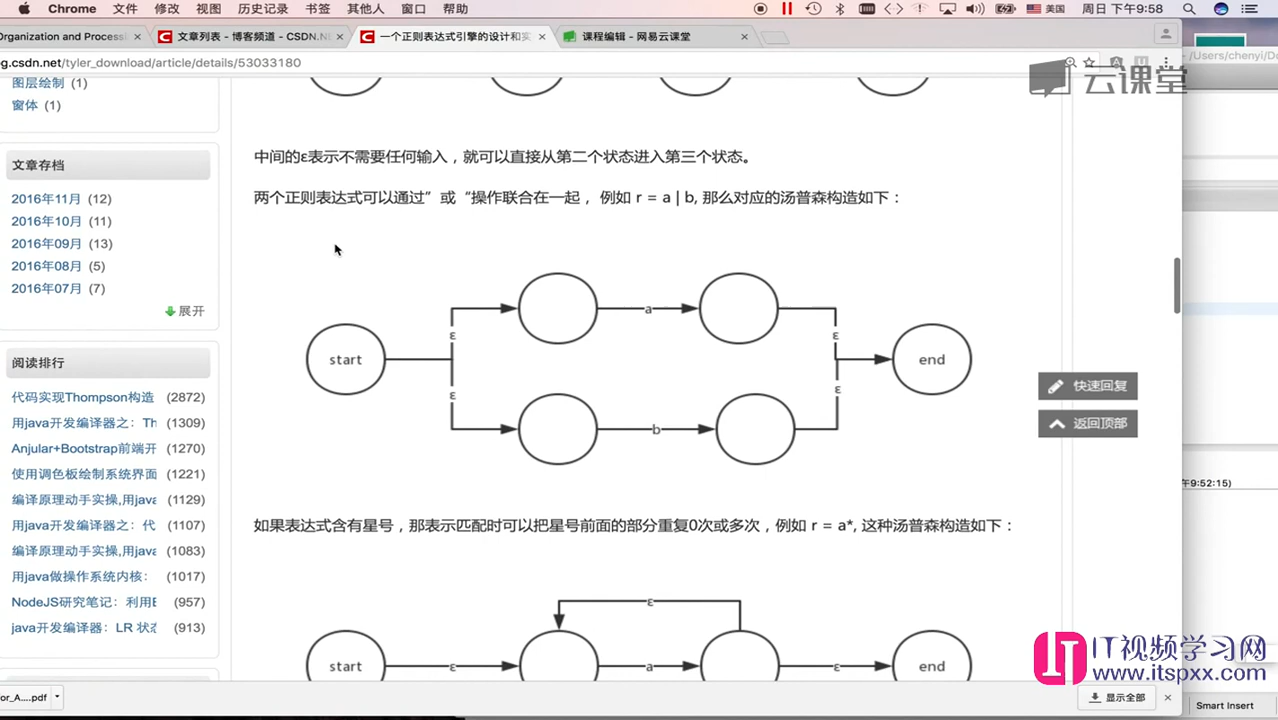 Chrome 文件 修改 视图 历史记录 书签 其他人 窗口 帮助 美国 周日 下午9:58
Organization and Process
文章列表 - 博客频道 - CSDN.NE
一个正则表达式引擎的设计和实
课程编辑 - 网易云课堂
g.csdn.net/tyler_download/article/details/53033180
/Users/chenyi/Do
云课堂
图层绘制 (1)
窗体 (1)
文章存档
2016年11月 (12)
2016年10月 (11)
2016年09月 (13)
2016年08月 (5)
2016年07月 (7)
展开
阅读排行
代码实现Thompson构造 (2872)
用java开发编译器之：Th (1309)
Anjular+Bootstrap前端开 (1270)
使用调色板绘制系统界面 (1221)
编译原理动手实操,用java (1129)
用java开发编译器之：代 (1107)
编译原理动手实操,用java (1083)
用java做操作系统内核： (1017)
NodeJS研究笔记：利用E (957)
java开发编译器：LR 状态 (913)
中间的ε表示不需要任何输入，就可以直接从第二个状态进入第三个状态。
两个正则表达式可以通过”或“操作联合在一起，例如 r = a | b, 那么对应的汤普森构造如下：
a
ε
ε
start
end
ε
ε
b
如果表达式含有星号，那表示匹配时可以把星号前面的部分重复0次或多次，例如 r = a*, 这种汤普森构造如下：
ε
start
ε
a
ε
end
快速回复
返回顶部
午9:52:15)
IT视频学习网
www.itspxx.com
or_A....pdf
显示全部
Smart Insert